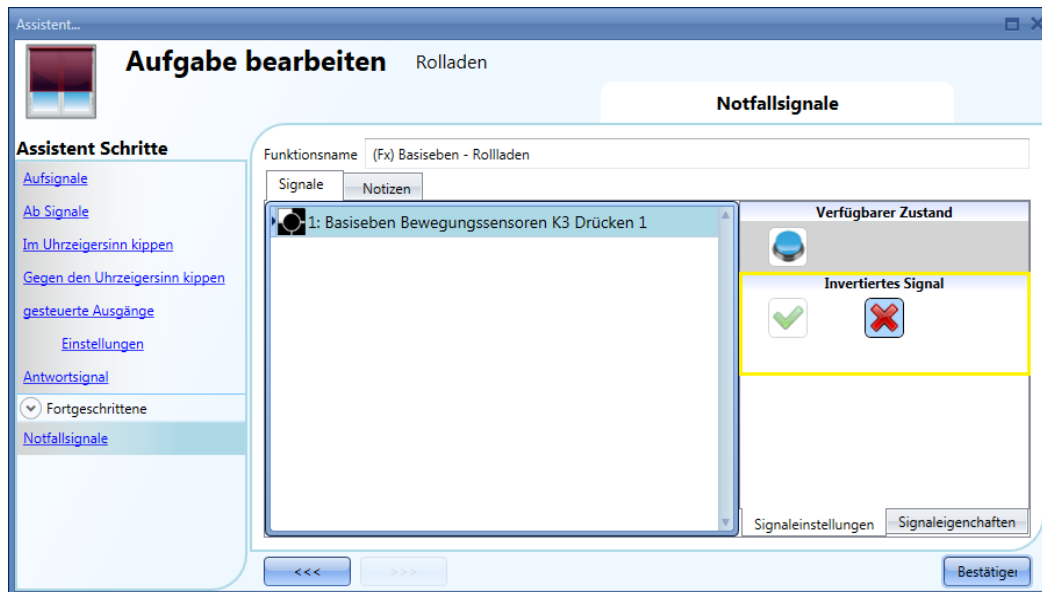 Assistent...
Aufgabe bearbeiten Rolladen
Notfallsignale
Assistent Schritte
Aufsignale
Ab Signale
Im Uhrzeigersinn kippen
Gegen den Uhrzeigersinn kippen
gesteuerte Ausgänge
Einstellungen
Antwortsignal
Fortgeschrittene
Notfallsignale
Funktionsname (Fx) Basiseben - Rollladen
Signale Notizen
1: Basiseben Bewegungssensoren K3 Drücken 1
Verfügbarer Zustand
Invertiertes Signal
Signaleinstellungen Signaleigenchaften
<<< >>> Bestätiger